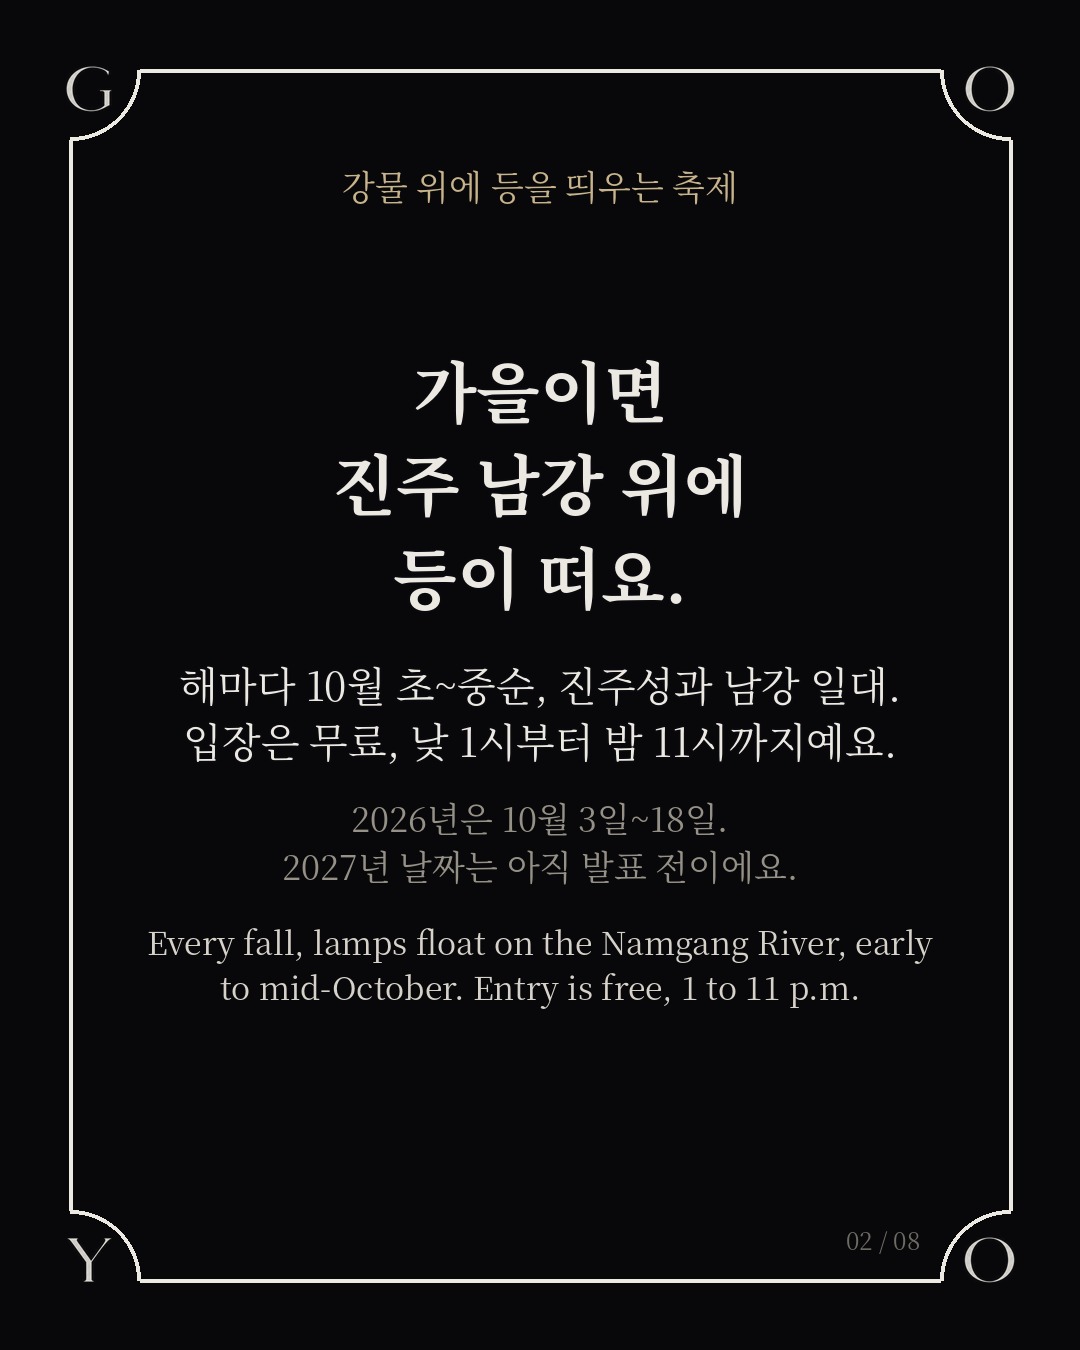 G O
강물 위에 등을 띄우는 축제
가을이면
진주 남강 위에
등이 떠요.
해마다 10월 초~중순, 진주성과 남강 일대.
입장은 무료, 낮 1시부터 밤 11시까지예요.
2026년은 10월 3일~18일.
2027년 날짜는 아직 발표 전이에요.
Every fall, lamps float on the Namgang River, early
to mid-October. Entry is free, 1 to 11 p.m.
02 / 08
Y O